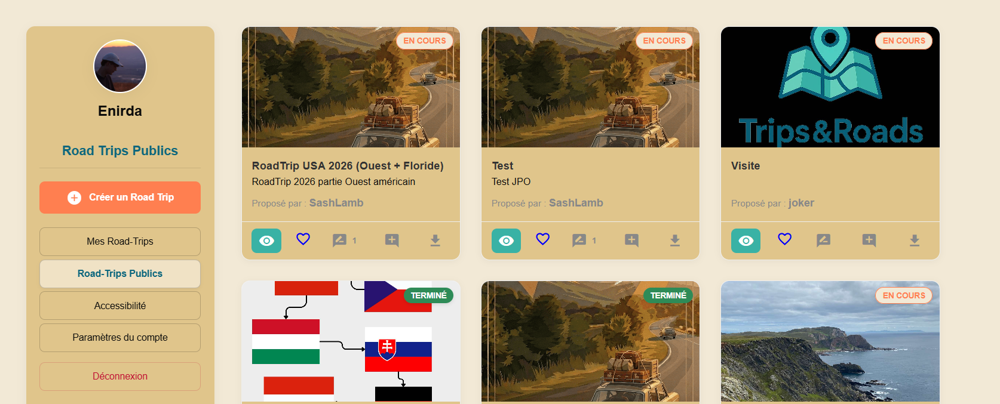 Enirda
Road Trips Publics
Créer un Road Trip
Mes Road-Trips
Road-Trips Publics
Accessibilité
Paramètres du compte
Déconnexion
EN COURS
RoadTrip USA 2026 (Ouest + Floride)
RoadTrip 2026 partie Ouest américain
Proposé par : SashLamb
1
EN COURS
Test
Test JPO
Proposé par : SashLamb
1
EN COURS
Trips&Roads
Visite
Proposé par : joker
TERMINÉ
TERMINÉ
EN COURS